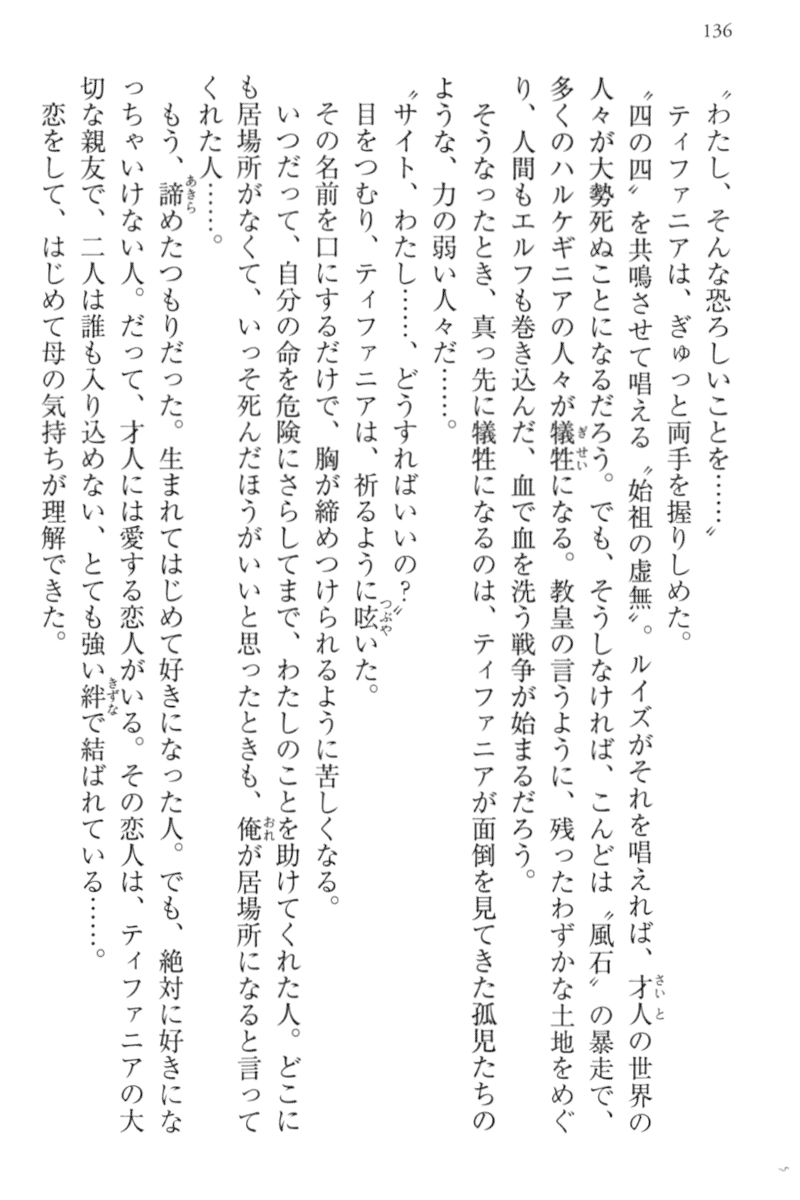 136
〝わたし、そんな恐ろしいことを……〟
ティファニアは、ぎゅっと両手を握りしめた。
〝四の四〟を共鳴させて唱える〝始祖の虚無〟。ルイズがそれを唱えれば、才人の世界の
人々が大勢死ぬことになるだろう。でも、そうしなければ、こんどは〝風石〟の暴走で、
多くのハルケギニアの人々が犠牲になる。教皇の言うように、残ったわずかな土地をめぐ
り、人間もエルフも巻き込んだ、血で血を洗う戦争が始まるだろう。
そうなったとき、真っ先に犠牲になるのは、ティファニアが面倒を見てきた孤児たちの
ような、力の弱い人々だ……。
〝サイト、わたし……、どうすればいいの？〟
目をつむり、ティファニアは、祈るように呟いた。
その名前を口にするだけで、胸が締めつけられるように苦しくなる。
いつだって、自分の命を危険にさらしてまで、わたしのことを助けてくれた人。どこに
も居場所がなくて、いっそ死んだほうがいいと思ったときも、俺が居場所になると言って
くれた人……。
もう、諦めたつもりだった。生まれてはじめて好きになった人。でも、絶対に好きにな
っちゃいけない人。だって、才人には愛する恋人がいる。その恋人は、ティファニアの大
切な親友で、二人は誰も入り込めない、とても強い絆で結ばれている……。
恋をして、はじめて母の気持ちが理解できた。